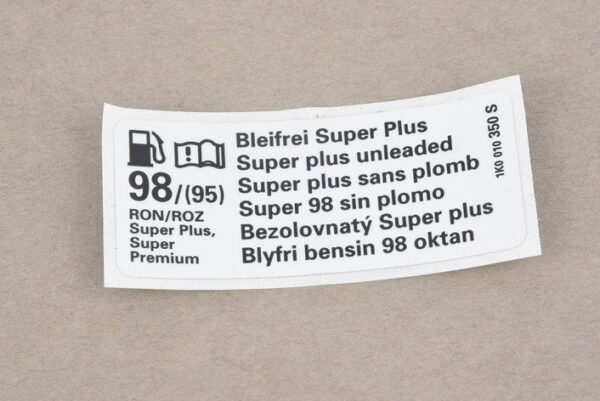 98/(95)
RON/ROZ
Super Plus,
Super
Premium
Bleifrei Super Plus
Super plus unleaded
Super plus sans plomb
Super 98 sin plomo
Bezolovnatý Super plus
Blyfri bensin 98 oktan
1K0 010 350 S